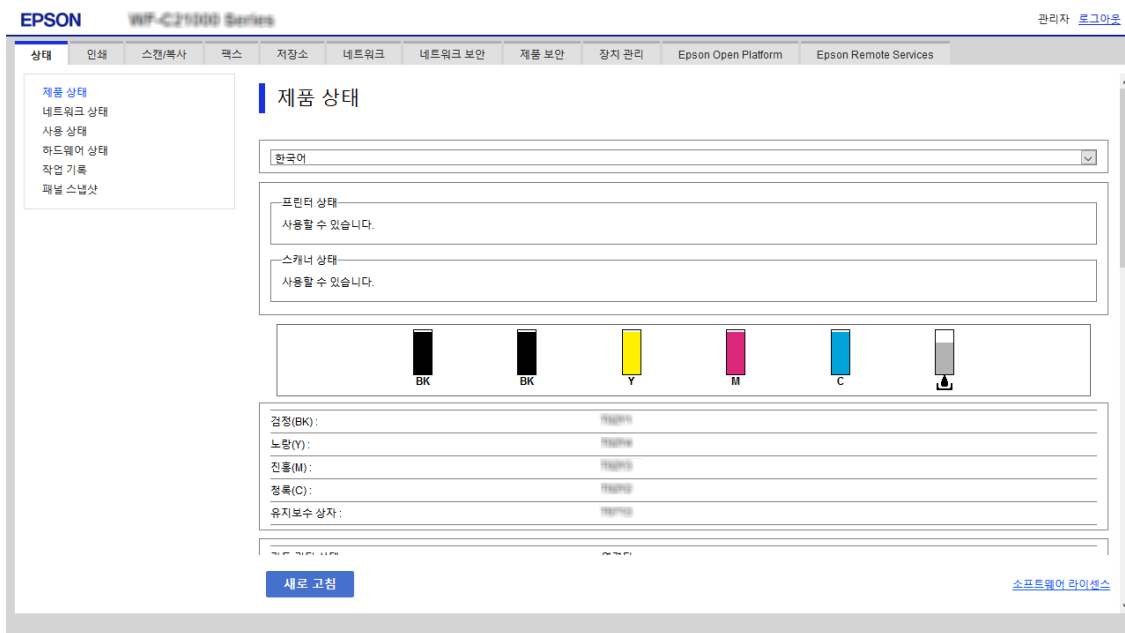 EPSON
관리자 로그아웃
상태 인쇄 스캔/복사 팩스 저장소 네트워크 네트워크 보안 제품 보안 장치 관리 Epson Open Platform Epson Remote Services
제품 상태
네트워크 상태
사용 상태
하드웨어 상태
작업 기록
패널 스냅샷
제품 상태
한국어
프린터 상태
사용할 수 있습니다.
스캐너 상태
사용할 수 있습니다.
BK BK Y M C
검정(BK) :
노랑(Y) :
진홍(M) :
청록(C) :
유지보수 상자 :
새로 고침
소프트웨어 라이센스